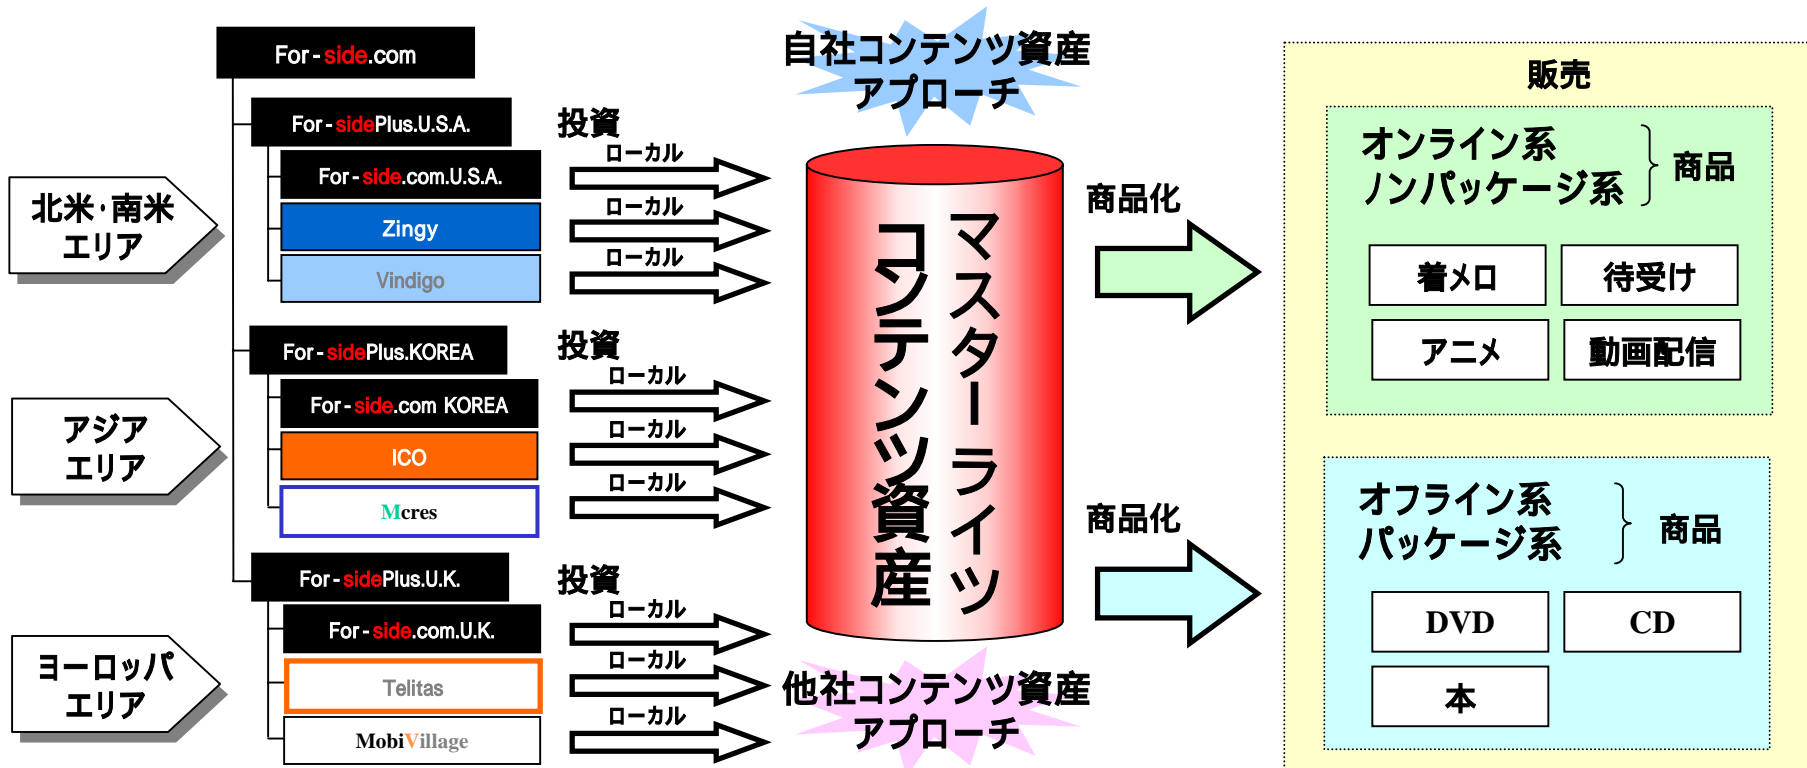 For-side.com
For-sidePlus.U.S.A.
For-side.com.U.S.A.
Zingy
Vindigo
北米・南米
エリア
投資
ローカル
ローカル
ローカル
For-sidePlus.KOREA
For-side.com KOREA
ICO
Mcres
アジア
エリア
投資
ローカル
ローカル
ローカル
For-sidePlus.U.K.
For-side.com.U.K.
Telitas
MobiVillage
ヨーロッパ
エリア
投資
ローカル
ローカル
ローカル
自社コンテンツ資産
アプローチ
マスターライツ
コンテンツ資産
他社コンテンツ資産
アプローチ
商品化
商品化
販売
オンライン系
ノンパッケージ系
商品
着メロ
待受け
アニメ
動画配信
オフライン系
パッケージ系
商品
DVD
CD
本